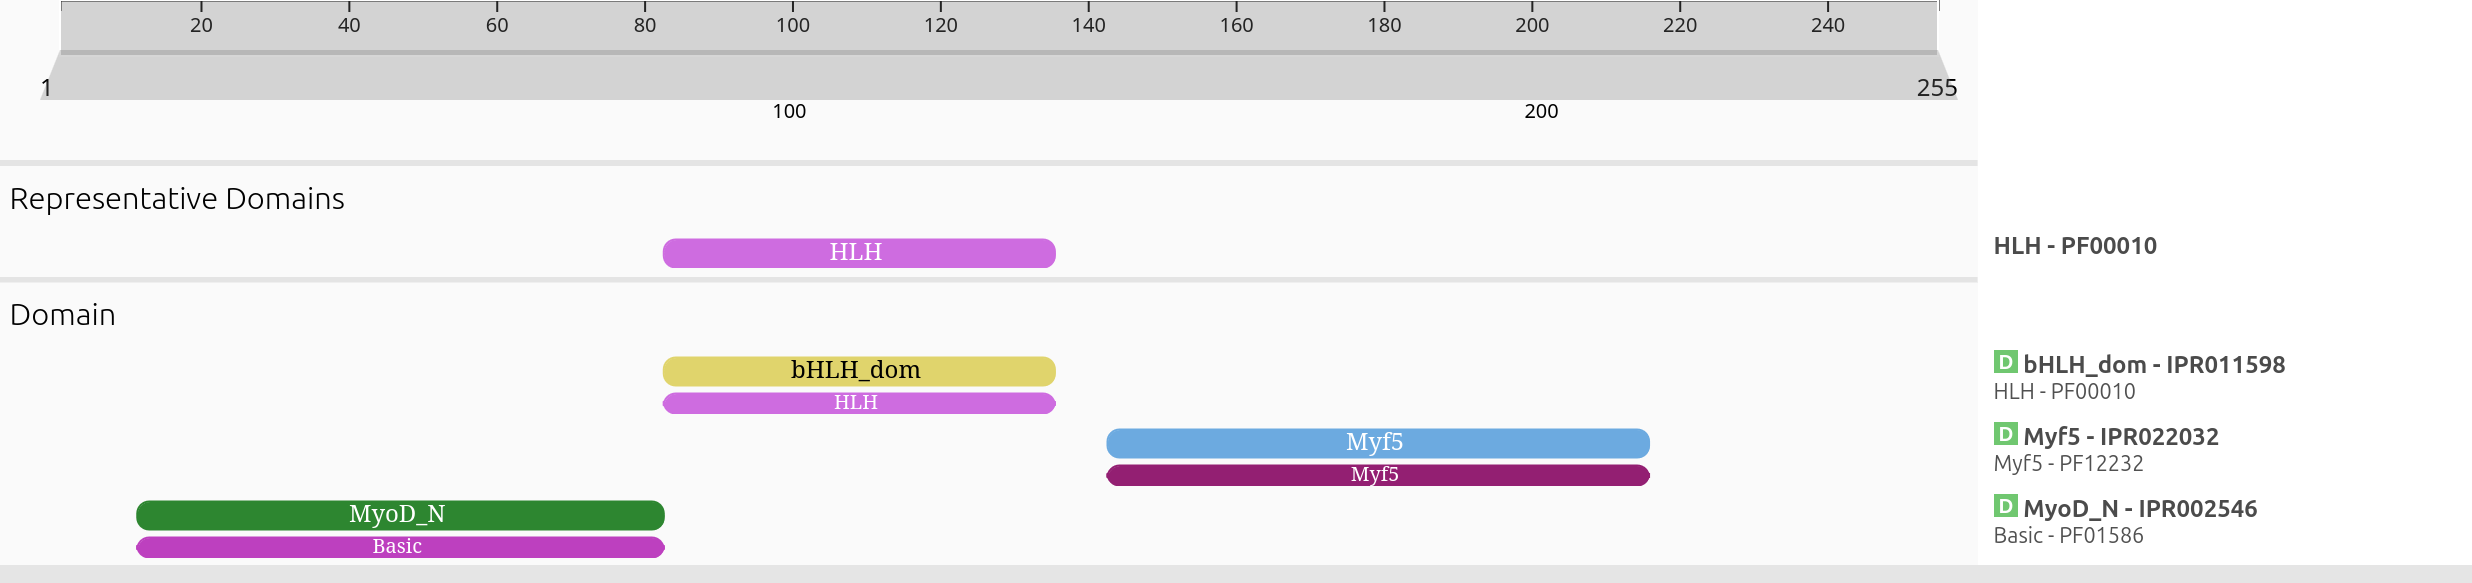 20 40 60 80 100 120 140 160 180 200 220 240
1 255
100 200
Representative Domains
HLH HLH - PF00010
Domain
bHLH_dom D bHLH_dom - IPR011598
HLH HLH - PF00010
Myf5 D Myf5 - IPR022032
Myf5 Myf5 - PF12232
MyoD_N D MyoD_N - IPR002546
Basic Basic - PF01586